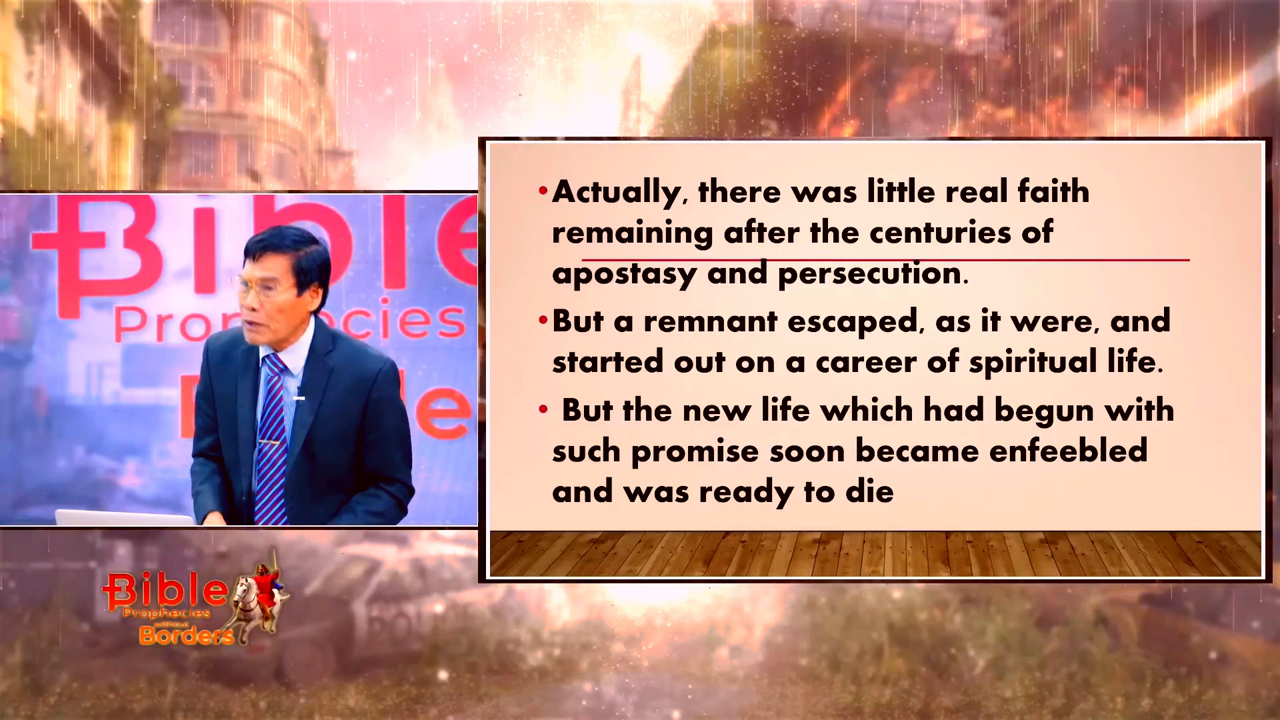 •Actually, there was little real faith
remaining after the centuries of
apostasy and persecution.
•But a remnant escaped, as it were, and
started out on a career of spiritual life.
• But the new life which had begun with
such promise soon became enfeebled
and was ready to die
Bible
Prophecies
without
Borders